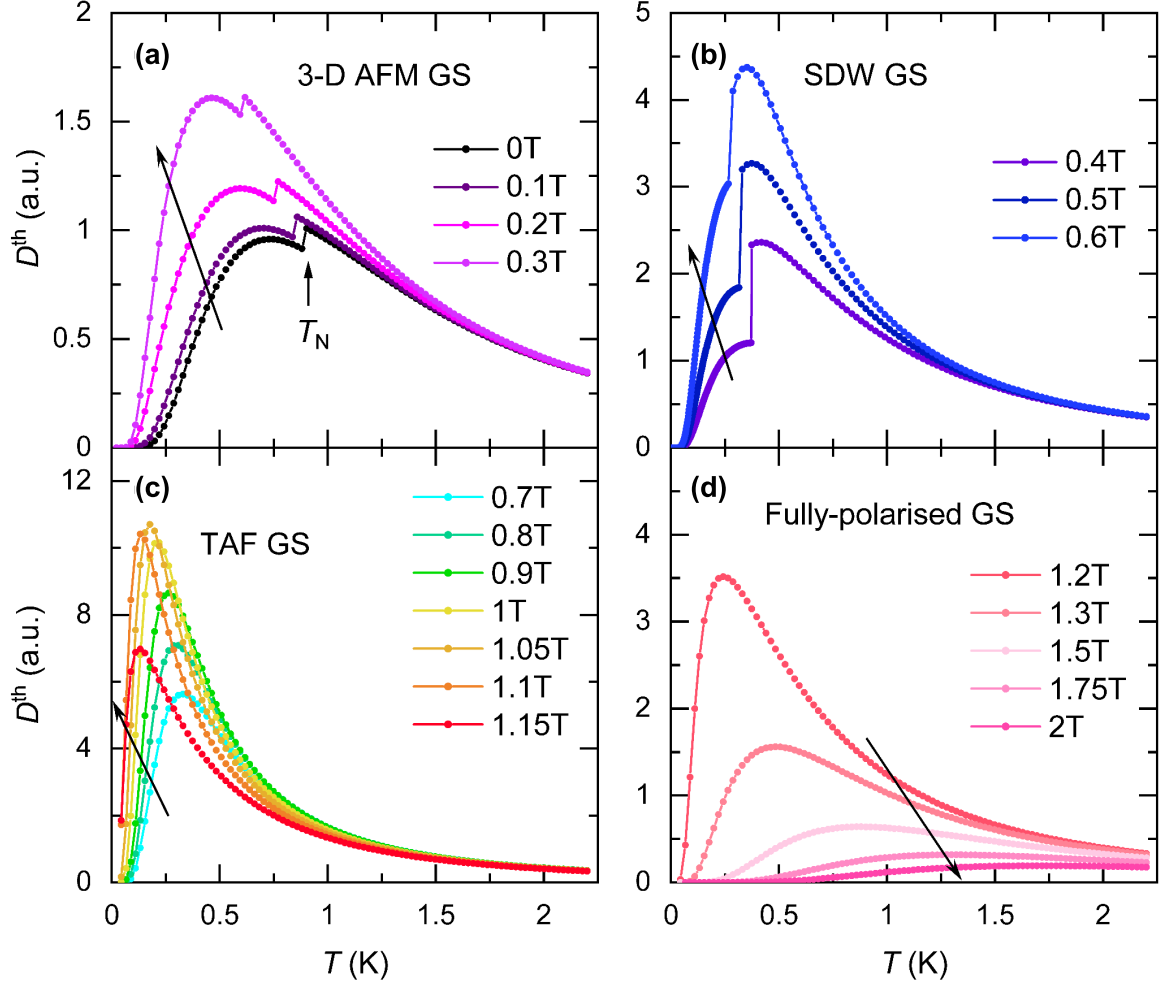 (a)
3-D AFM GS
0T
0.1T
0.2T
0.3T
T_N
D^th (a.u.)
0
0.5
1
1.5
2
(b)
SDW GS
0.4T
0.5T
0.6T
0
1
2
3
4
5
(c)
TAF GS
0.7T
0.8T
0.9T
1T
1.05T
1.1T
1.15T
D^th (a.u.)
0
4
8
12
0
0.5
1
1.5
2
T (K)
(d)
Fully-polarised GS
1.2T
1.3T
1.5T
1.75T
2T
0
1
2
3
4
0
0.5
1
1.5
2
T (K)